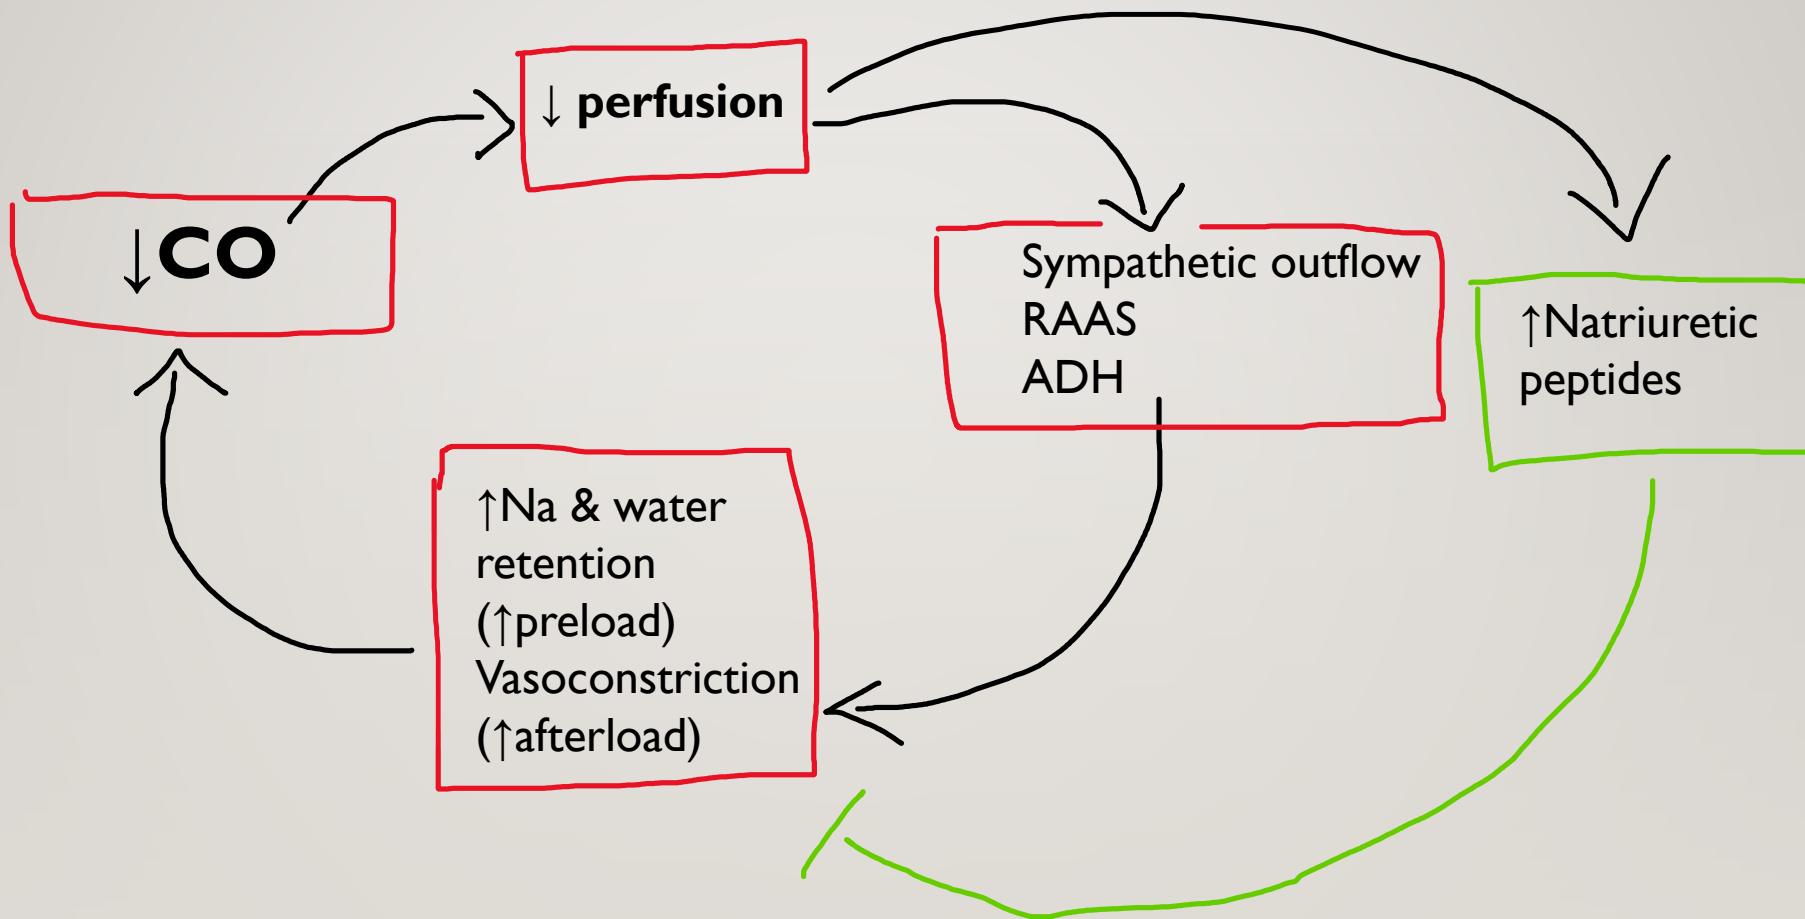 ↓ perfusion
↓CO
Sympathetic outflow
RAAS
ADH
↑Natriuretic
peptides
↑Na & water
retention
(↑preload)
Vasoconstriction
(↑afterload)